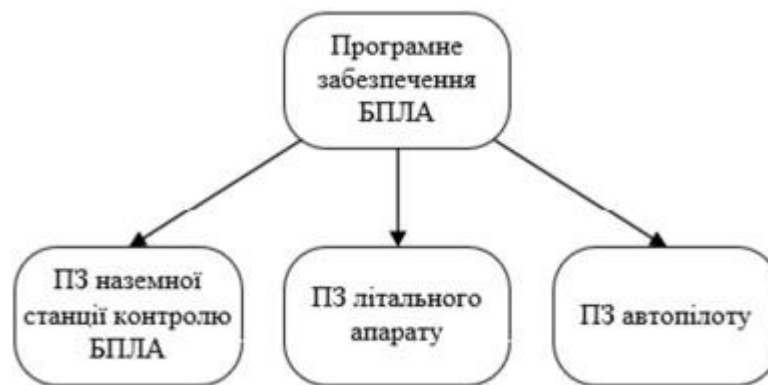 Програмне
забезпечення
БПЛА
ПЗ наземної
станції контролю
БПЛА
ПЗ літального
апарату
ПЗ автопілоту